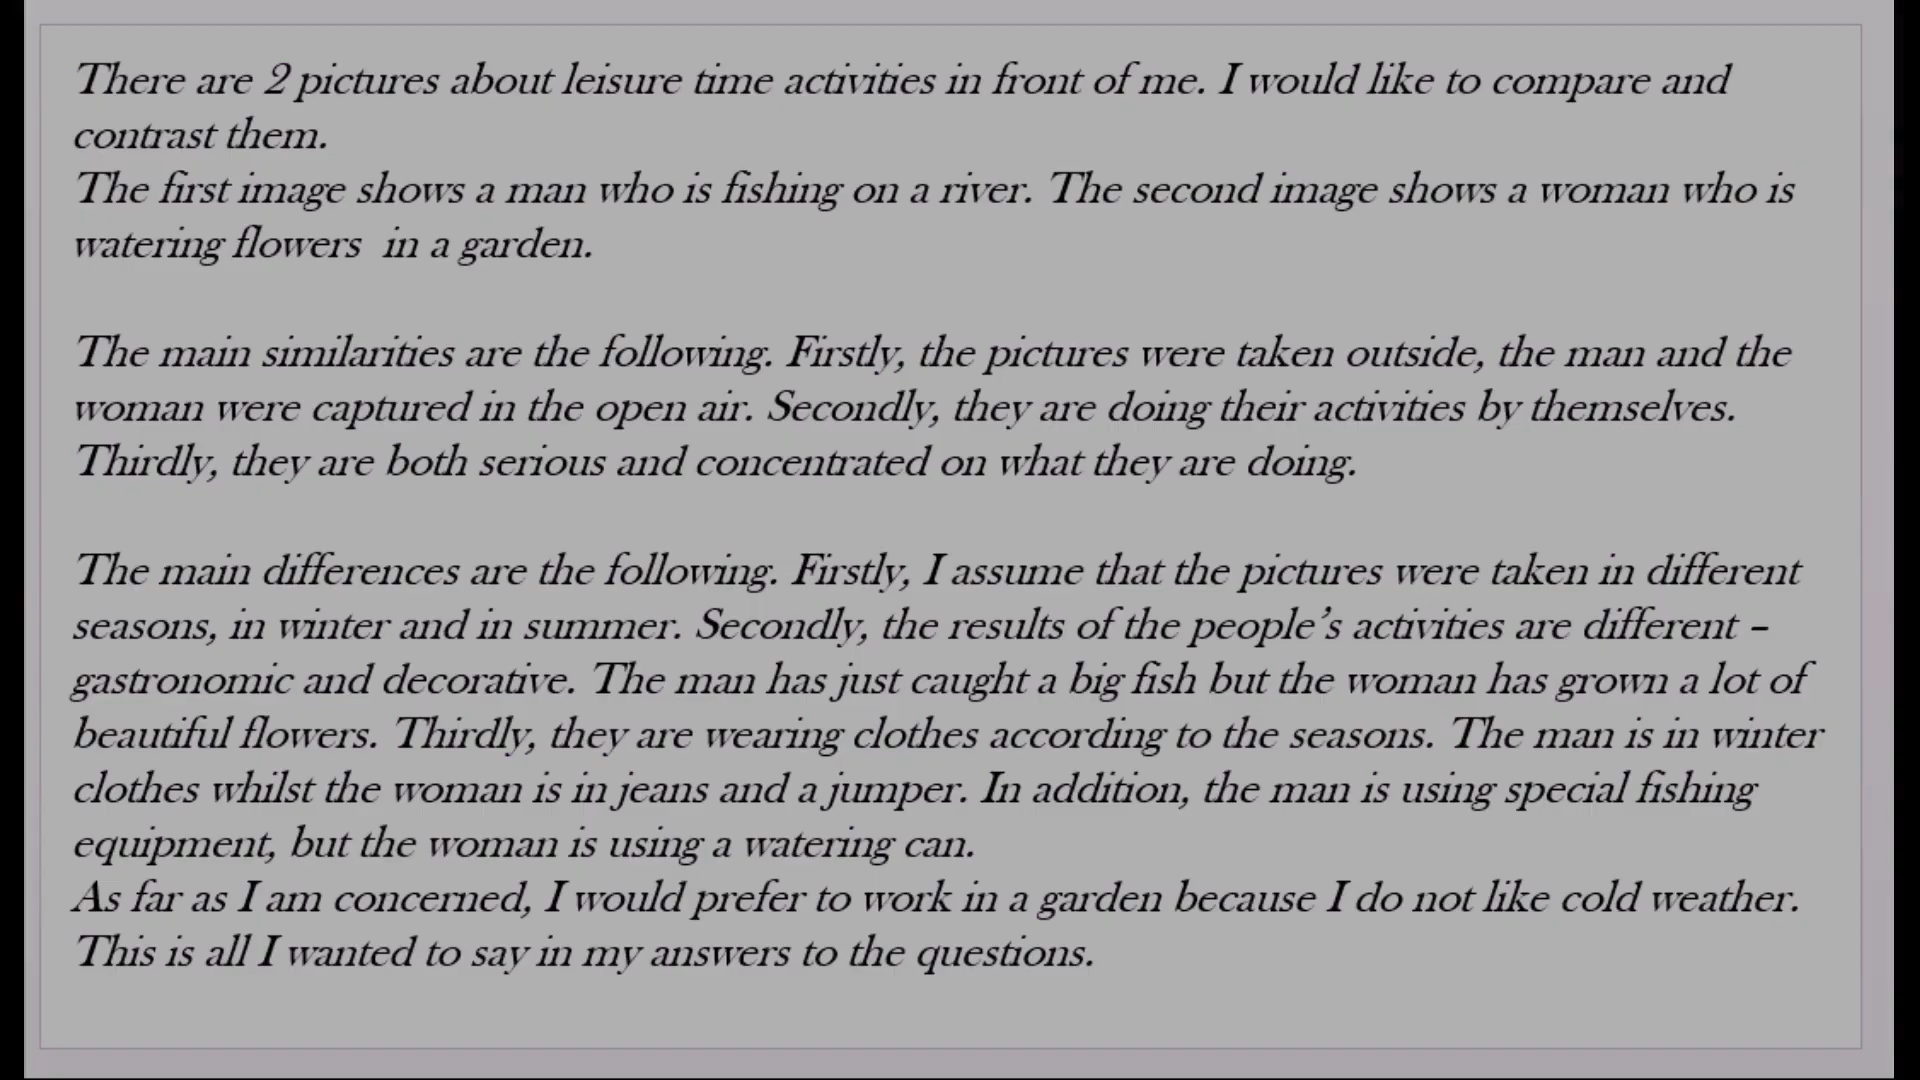 There are 2 pictures about leisure time activities in front of me. I would like to compare and
contrast them.
The first image shows a man who is fishing on a river. The second image shows a woman who is
watering flowers  in a garden.
The main similarities are the following. Firstly, the pictures were taken outside, the man and the
woman were captured in the open air. Secondly, they are doing their activities by themselves.
Thirdly, they are both serious and concentrated on what they are doing.
The main differences are the following. Firstly, I assume that the pictures were taken in different
seasons, in winter and in summer. Secondly, the results of the people’s activities are different –
gastronomic and decorative. The man has just caught a big fish but the woman has grown a lot of
beautiful flowers. Thirdly, they are wearing clothes according to the seasons. The man is in winter
clothes whilst the woman is in jeans and a jumper. In addition, the man is using special fishing
equipment, but the woman is using a watering can.
As far as I am concerned, I would prefer to work in a garden because I do not like cold weather.
This is all I wanted to say in my answers to the questions.